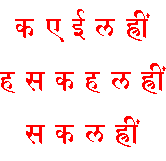 क ए ई ल ह्रीं
ह स क ह ल ह्रीं
स क ल ह्रीं